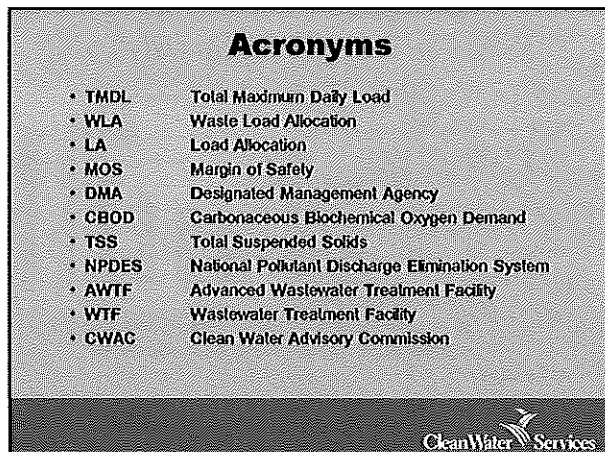 Acronyms
• TMDL Total Maximum Daily Load
• WLA Waste Load Allocation
• LA Load Allocation
• MOS Margin of Safety
• DMA Designated Management Agency
• CBOD Carbonaceous Biochemical Oxygen Demand
• TSS Total Suspended Solids
• NPDES National Pollutant Discharge Elimination System
• AWTF Advanced Wastewater Treatment Facility
• WTF Wastewater Treatment Facility
• CWAC Clean Water Advisory Commission
CleanWater Services